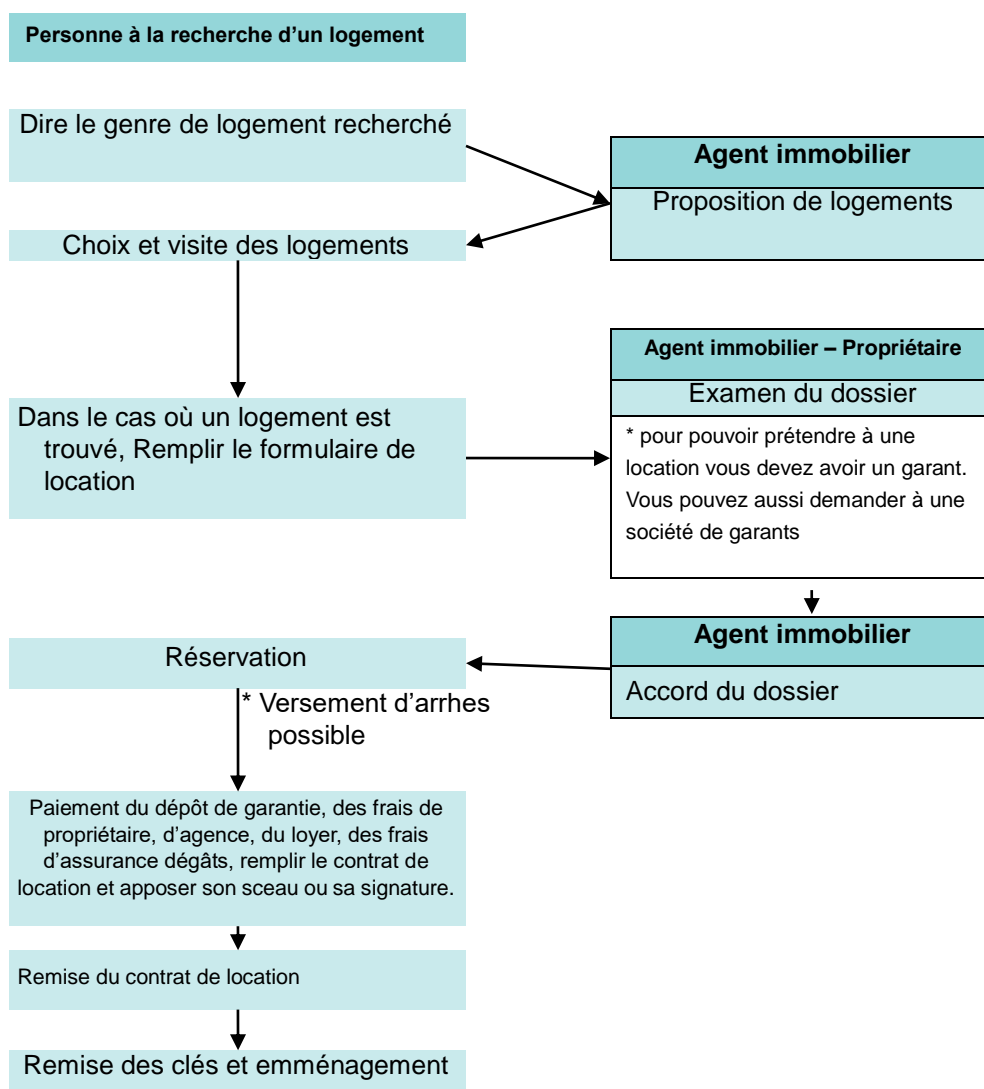 Personne à la recherche d’un logement
Dire le genre de logement recherché
Agent immobilier
Proposition de logements
Choix et visite des logements
Agent immobilier – Propriétaire
Examen du dossier
* pour pouvoir prétendre à une
location vous devez avoir un garant.
Vous pouvez aussi demander à une
société de garants
Dans le cas où un logement est
trouvé, Remplir le formulaire de
location
Agent immobilier
Accord du dossier
Réservation
* Versement d’arrhes
possible
Paiement du dépôt de garantie, des frais de
propriétaire, d’agence, du loyer, des frais
d’assurance dégâts, remplir le contrat de
location et apposer son sceau ou sa signature.
Remise du contrat de location
Remise des clés et emménagement